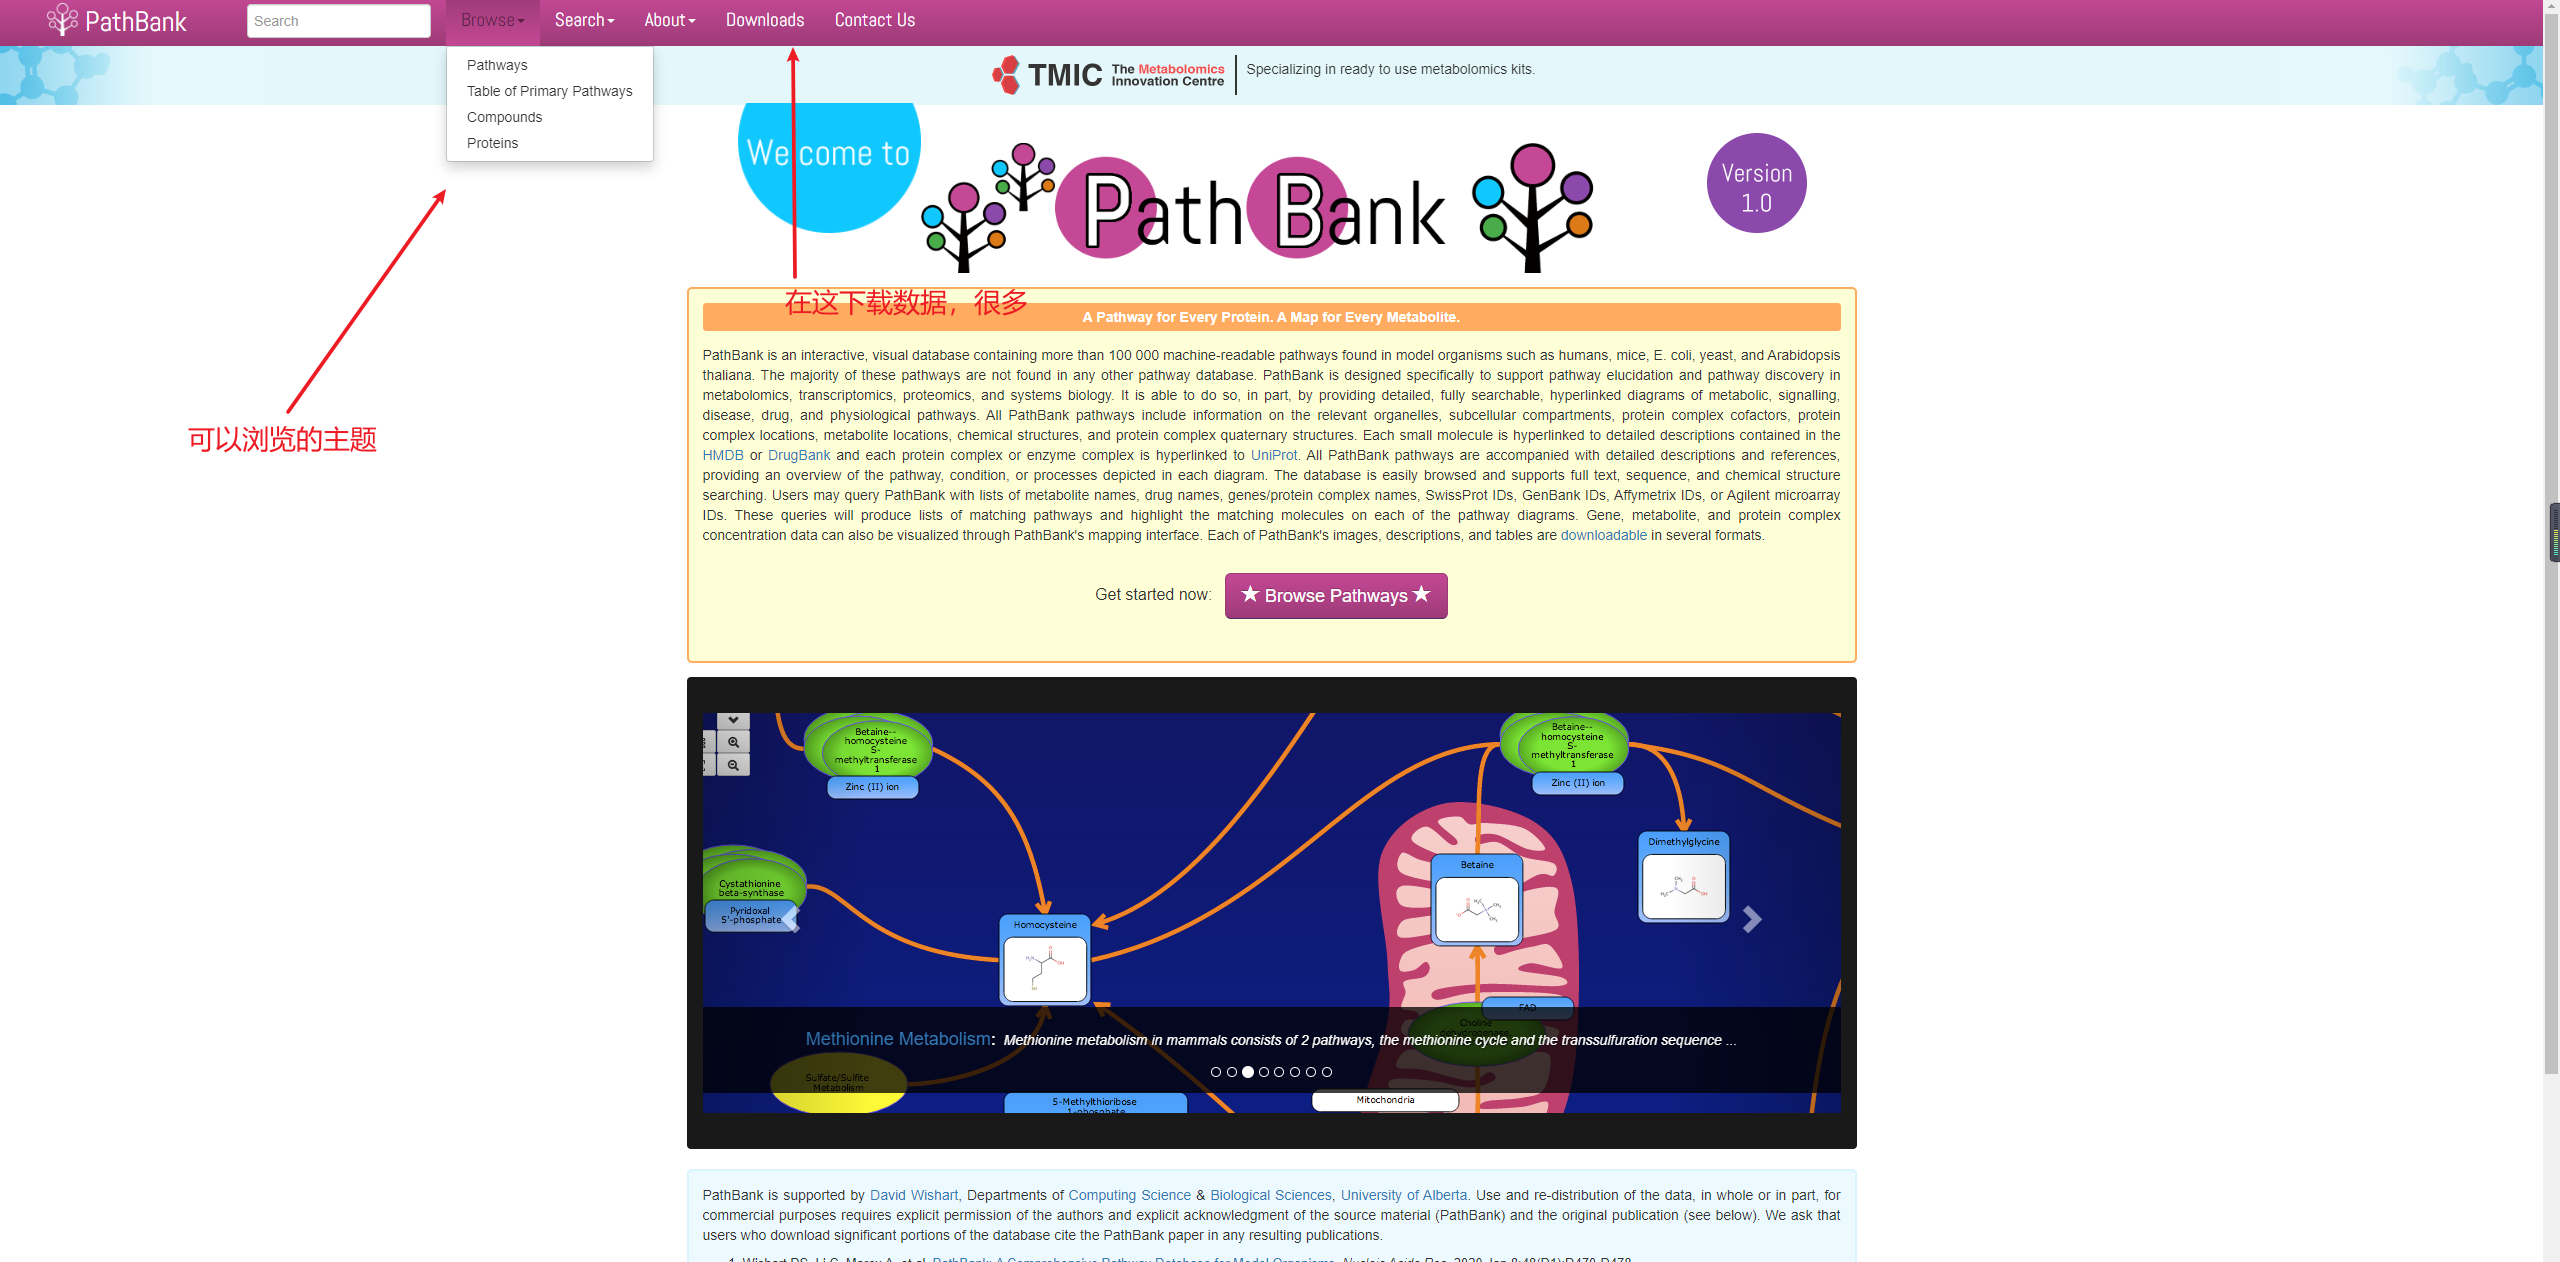 PathBank
Search
Browse
Search
About
Downloads
Contact Us
Pathways
Table of Primary Pathways
Compounds
Proteins
TMIC
The Metabolomics
Innovation Centre
Specializing in ready to use metabolomics kits.
Welcome to
PathBank
Version
1.0
可以浏览的主题
在这下载数据，很多
A Pathway for Every Protein. A Map for Every Metabolite.
PathBank is an interactive, visual database containing more than 100 000 machine-readable pathways found in model organisms such as humans, mice, E. coli, yeast, and Arabidopsis
thaliana. The majority of these pathways are not found in any other pathway database. PathBank is designed specifically to support pathway elucidation and pathway discovery in
metabolomics, transcriptomics, proteomics, and systems biology. It is able to do so, in part, by providing detailed, fully searchable, hyperlinked diagrams of metabolic, signalling,
disease, drug, and physiological pathways. All PathBank pathways include information on the relevant organelles, subcellular compartments, protein complex cofactors, protein
complex locations, metabolite locations, chemical structures, and protein complex quaternary structures. Each small molecule is hyperlinked to detailed descriptions contained in the
HMDB or DrugBank and each protein complex or enzyme complex is hyperlinked to UniProt. All PathBank pathways are accompanied with detailed descriptions and references,
providing an overview of the pathway, condition, or processes depicted in each diagram. The database is easily browsed and supports full text, sequence, and chemical structure
searching. Users may query PathBank with lists of metabolite names, drug names, genes/protein complex names, SwissProt IDs, GenBank IDs, Affymetrix IDs, or Agilent microarray
IDs. These queries will produce lists of matching pathways and highlight the matching molecules on each of the pathway diagrams. Gene, metabolite, and protein complex
concentration data can also be visualized through PathBank's mapping interface. Each of PathBank's images, descriptions, and tables are downloadable in several formats.
Get started now:
Browse Pathways
Betaine--
homocysteine
S-
methyltransferase
1
Zinc (II) ion
Betaine--
homocysteine
S-
methyltransferase
1
Zinc (II) ion
Cystathionine
beta-synthase
Pyridoxal
5'-phosphate
Homocysteine
Betaine
Dimethylglycine
FAD
Choline
dehydrogenase
Methionine Metabolism: Methionine metabolism in mammals consists of 2 pathways, the methionine cycle and the transsulfuration sequence ...
Sulfate/Sulfite
Metabolism
5-Methylthioribose
1-phosphate
Mitochondria
PathBank is supported by David Wishart, Departments of Computing Science & Biological Sciences, University of Alberta. Use and re-distribution of the data, in whole or in part, for
commercial purposes requires explicit permission of the authors and explicit acknowledgment of the source material (PathBank) and the original publication (see below). We ask that
users who download significant portions of the database cite the PathBank paper in any resulting publications.